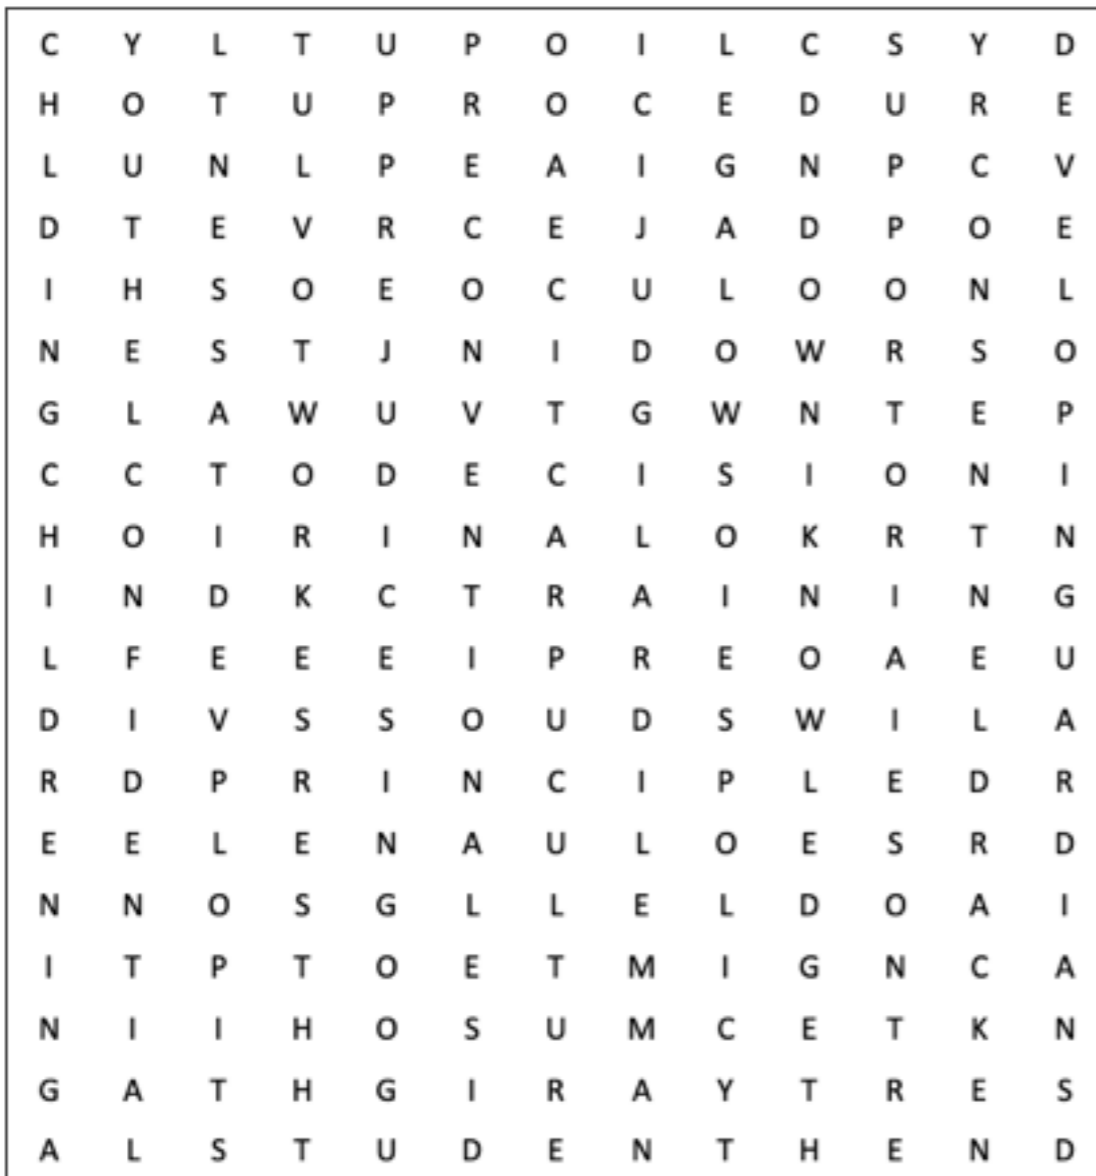 C Y L T U P O I L C S Y D
H O T U P R O C E D U R E
L U N L P E A I G N P C V
D T E V R C E J A D P O E
I H S O E O C U L O O N L
N E S T J N I D O W R S O
G L A W U V T G W N T E P
C C T O D E C I S I O N I
H O I R I N A L O K R T N
I N D K C T R A I N I N G
L F E E E I P R E O A E U
D I V S S O U D S W I L A
R D P R I N C I P L E D R
E E L E N A U L O E S R D
N N O S G L L E L D O A I
I T P T O E T M I G N C A
N I I H O S U M C E T K N
G A T H G I R A Y T R E S
A L S T U D E N T H E N D